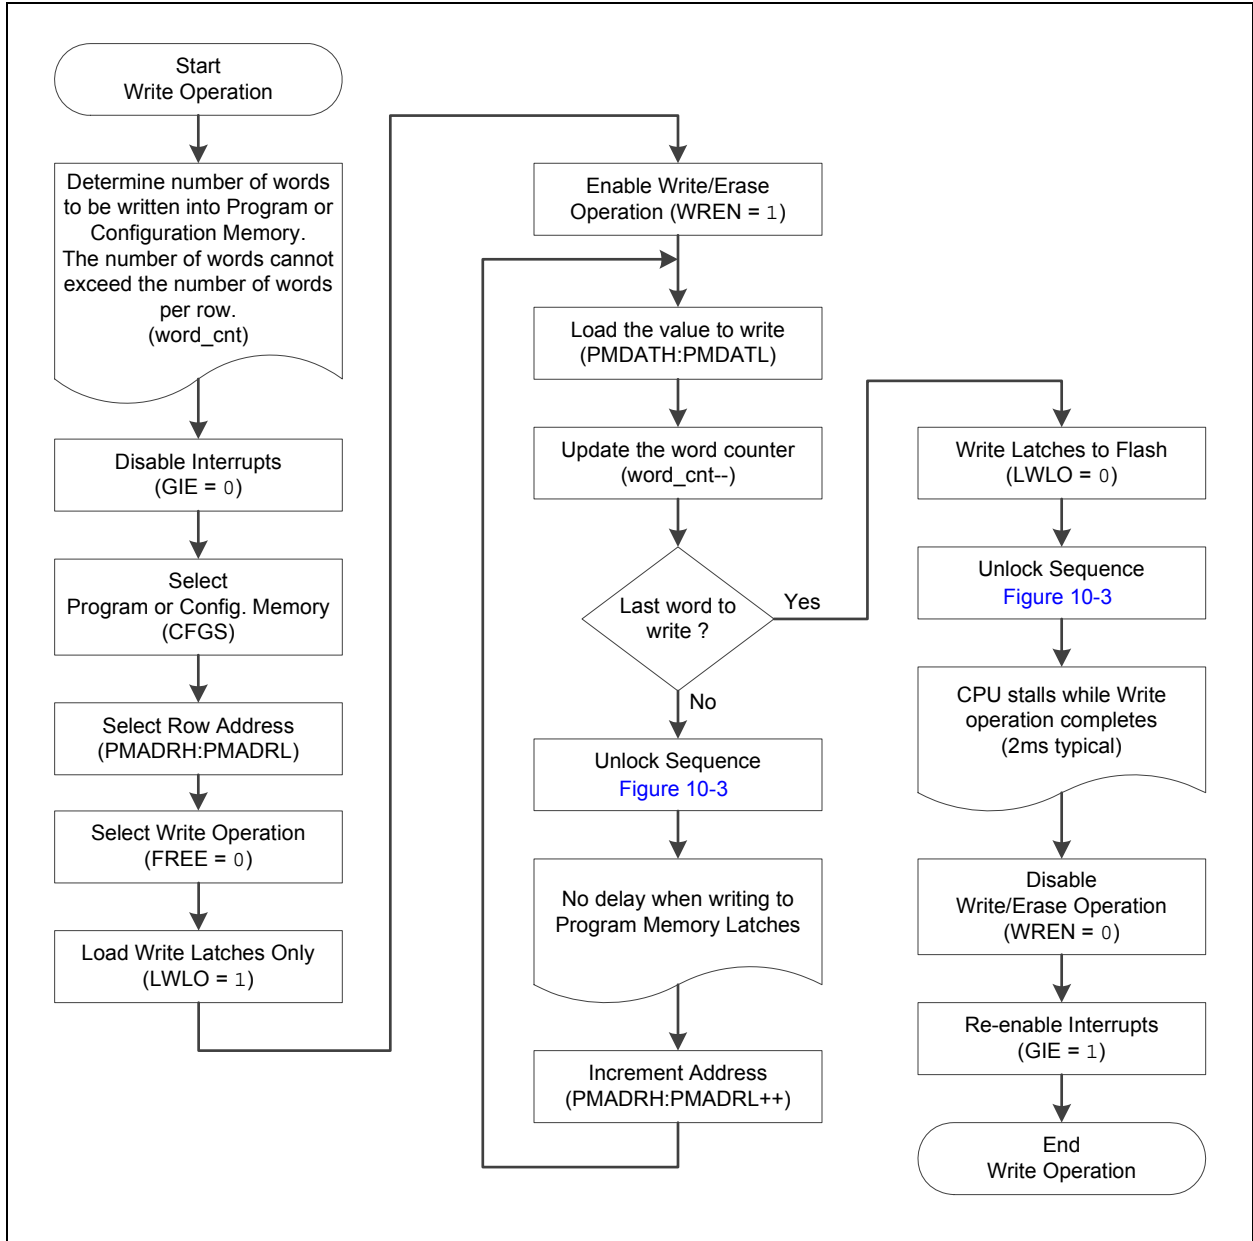 Start
Write Operation
Determine number of words
to be written into Program or
Configuration Memory.
The number of words cannot
exceed the number of words
per row.
(word_cnt)
Disable Interrupts
(GIE = 0)
Select
Program or Config. Memory
(CFGS)
Select Row Address
(PMADRH:PMADRL)
Select Write Operation
(FREE = 0)
Load Write Latches Only
(LWLO = 1)
Enable Write/Erase
Operation (WREN = 1)
Load the value to write
(PMDATH:PMDATL)
Update the word counter
(word_cnt--)
Last word to
write ?
Yes
No
Unlock Sequence
Figure 10-3
No delay when writing to
Program Memory Latches
Increment Address
(PMADRH:PMADRL++)
Write Latches to Flash
(LWLO = 0)
Unlock Sequence
Figure 10-3
CPU stalls while Write
operation completes
(2ms typical)
Disable
Write/Erase Operation
(WREN = 0)
Re-enable Interrupts
(GIE = 1)
End
Write Operation